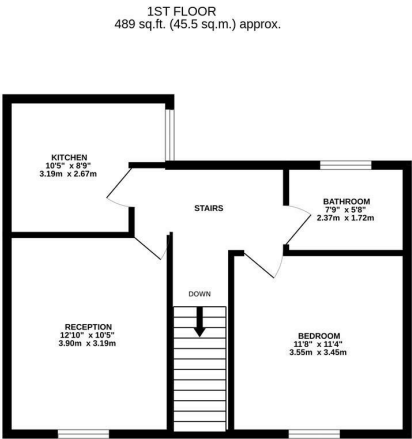 1ST FLOOR
489 sq.ft. (45.5 sq.m.) approx.
KITCHEN
10'5" x 8'9"
3.19m x 2.67m
STAIRS
BATHROOM
7'9" x 5'8"
2.37m x 1.72m
DOWN
RECEPTION
12'10" x 10'5"
3.90m x 3.19m
BEDROOM
11'8" x 11'4"
3.55m x 3.45m